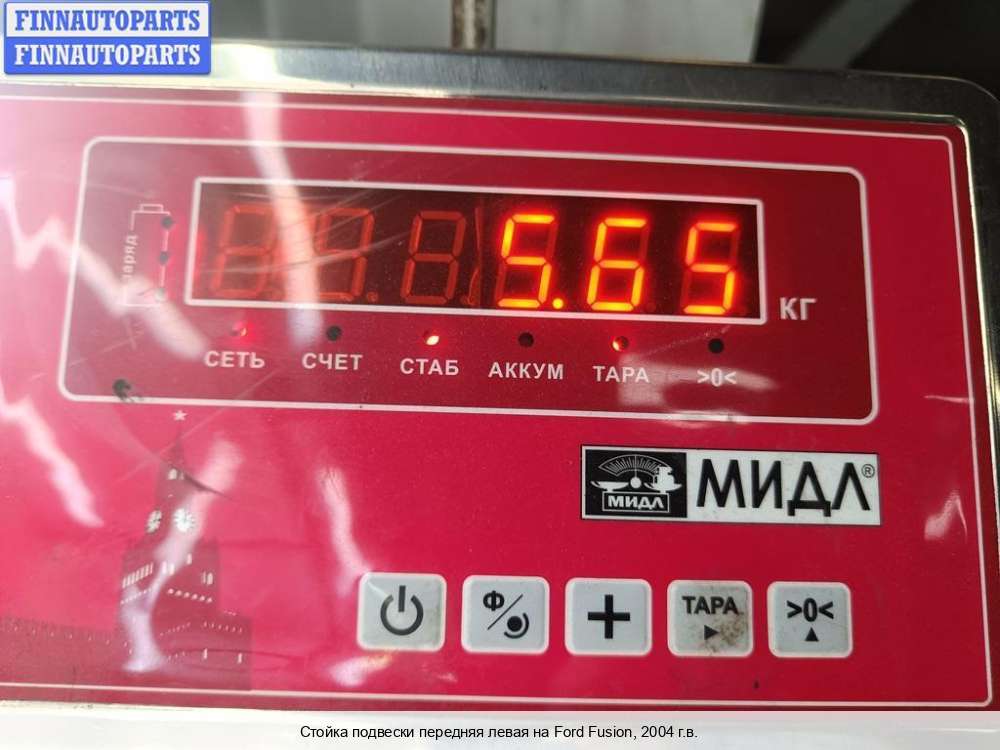 FINNAUTOPARTS
FINNAUTOPARTS
заряд
5.65
КГ
СЕТЬ СЧЕТ СТАБ АККУМ ТАРА >0<
МИДЛ
МИДЛ®
Ф
ТАРА
>0<
Стойка подвески передняя левая на Ford Fusion, 2004 г.в.